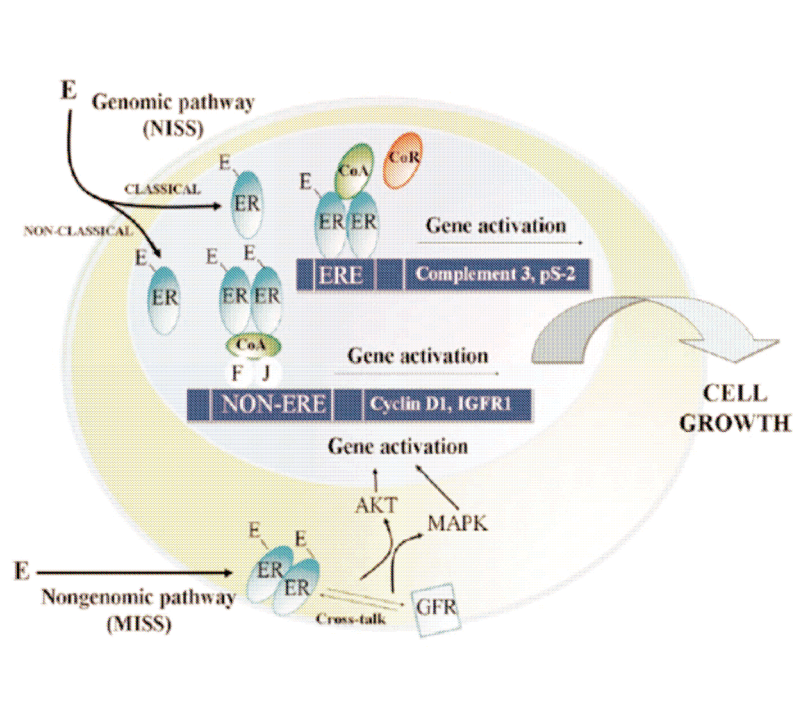 E
Genomic pathway
(NISS)
CLASSICAL
NON-CLASSICAL
E
ER
E
ER
E
CoA
CoR
ER ER
Gene activation
ERE
Complement 3, pS-2
E
E
ER ER
CoA
F J
Gene activation
NON-ERE
Cyclin D1, IGFR1
CELL
GROWTH
Gene activation
AKT
MAPK
E
Nongenomic pathway
(MISS)
E
E
ER
ER
Cross-talk
GFR